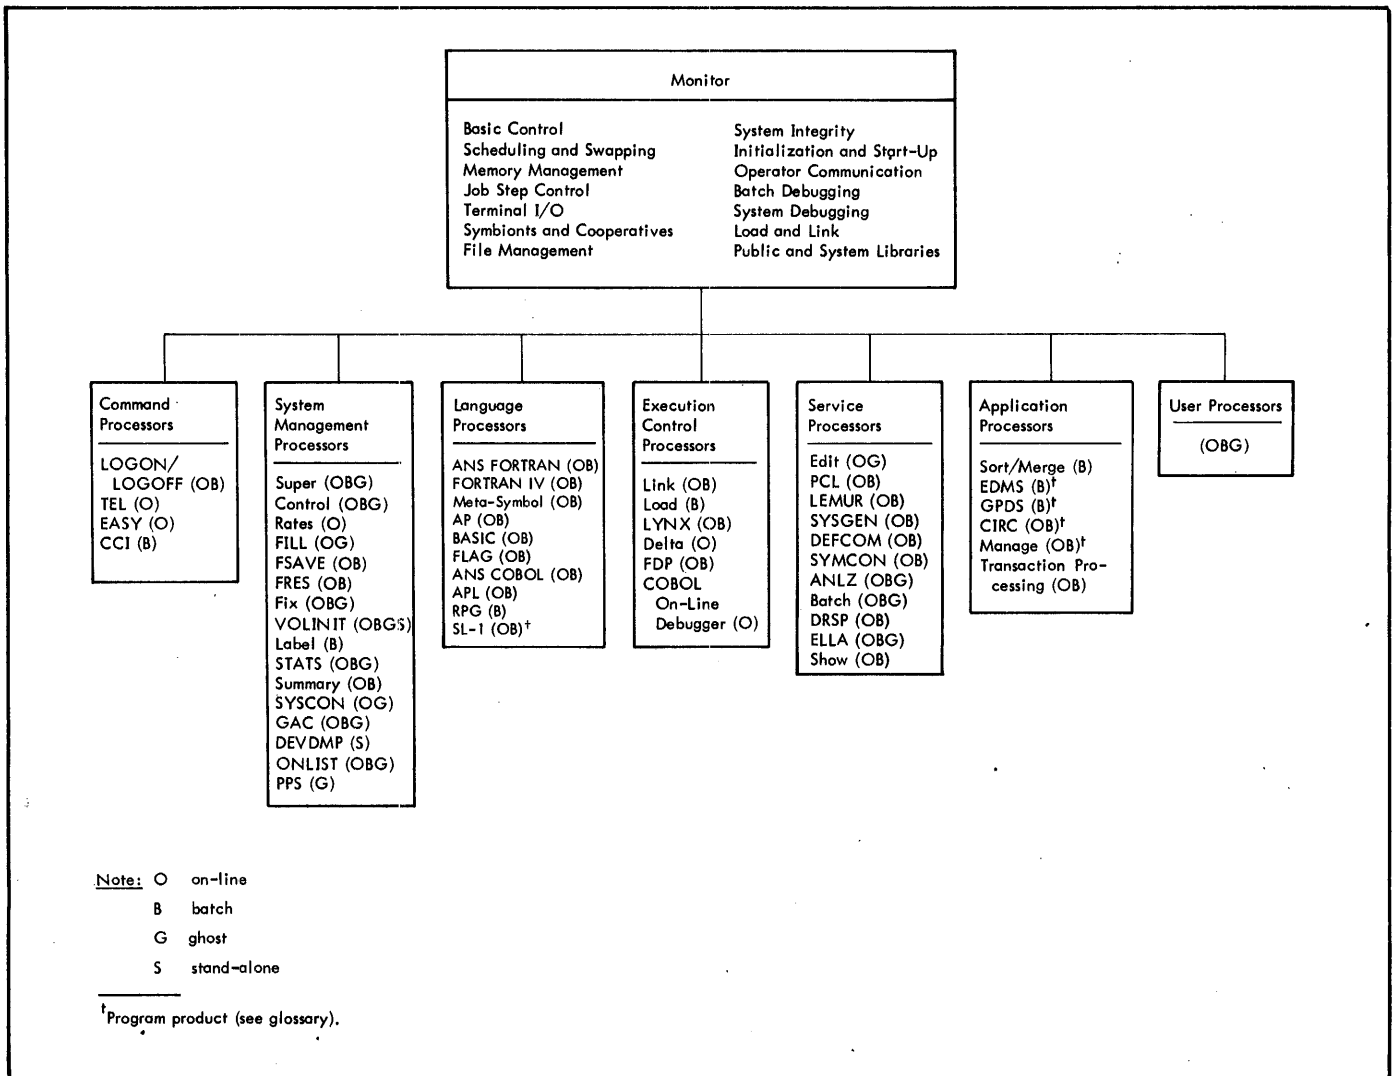 Monitor
Basic Control
Scheduling and Swapping
Memory Management
Job Step Control
Terminal I/O
Symbionts and Cooperatives
File Management
System Integrity
Initialization and Start-Up
Operator Communication
Batch Debugging
System Debugging
Load and Link
Public and System Libraries
Command
Processors
LOGON/
LOGOFF (OB)
TEL (O)
EASY (O)
CCI (B)
System
Management
Processors
Super (OBG)
Control (OBG)
Rates (O)
FILL (OG)
FSAVE (OB)
FRES (OB)
Fix (OBG)
VOLINIT (OBGS)
Label (B)
STATS (OBG)
Summary (OB)
SYSCON (OG)
GAC (OBG)
DEVDMP (S)
ONLIST (OBG)
PPS (G)
Language
Processors
ANS FORTRAN (OB)
FORTRAN IV (OB)
Meta-Symbol (OB)
AP (OB)
BASIC (OB)
FLAG (OB)
ANS COBOL (OB)
APL (OB)
RPG (B)
SL-1 (OB)†
Execution
Control
Processors
Link (OB)
Load (B)
LYNX (OB)
Delta (O)
FDP (OB)
COBOL
On-Line
Debugger (O)
Service
Processors
Edit (OG)
PCL (OB)
LEMUR (OB)
SYSGEN (OB)
DEFCOM (OB)
SYMCON (OB)
ANLZ (OBG)
Batch (OBG)
DRSP (OB)
ELLA (OBG)
Show (OB)
Application
Processors
Sort/Merge (B)
EDMS (B)†
GPDS (B)†
CIRC (OB)†
Manage (OB)†
Transaction Pro-
cessing (OB)
User Processors
(OBG)
Note: O on-line
B batch
G ghost
S stand-alone
†Program product (see glossary).